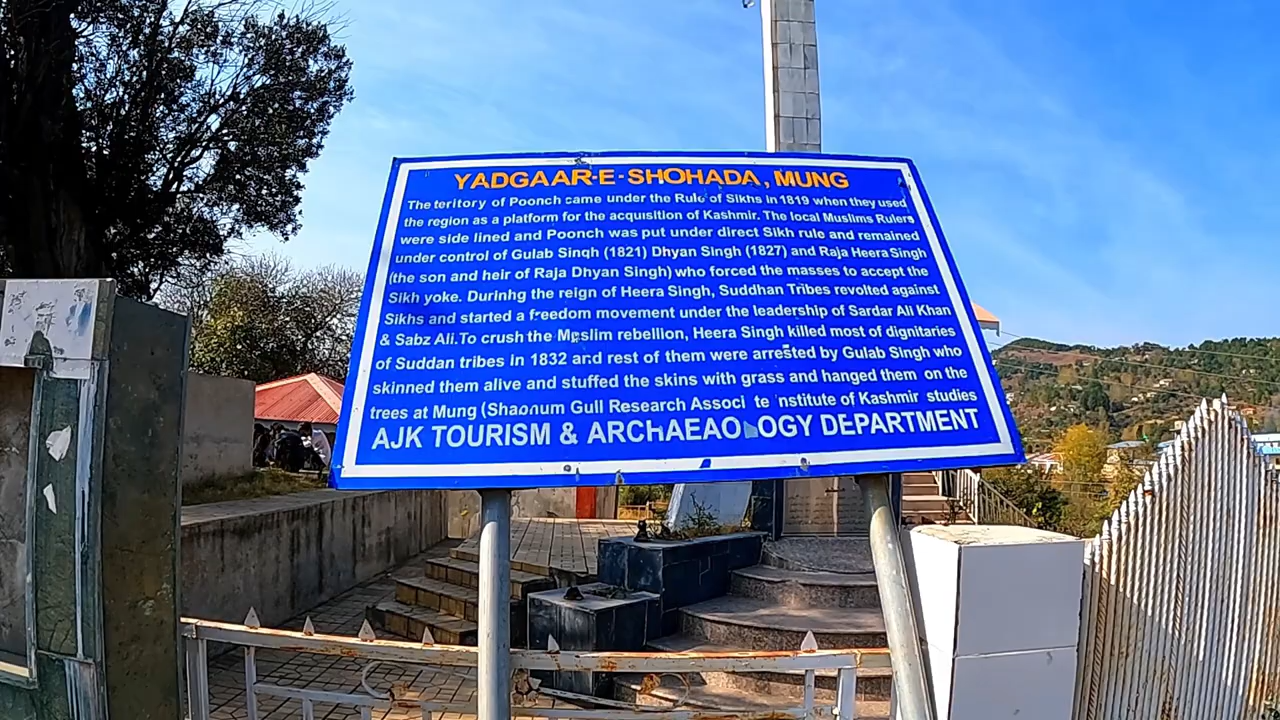 YADGAAR-E-SHOHADA, MUNG
The teritory of Poonch came under the Rule of Sikhs in 1819 when they used
the region as a platform for the acquisition of Kashmir. The local Muslims Rulers
were side lined and Poonch was put under direct Sikh rule and remained
under control of Gulab Singh (1821) Dhyan Singh (1827) and Raja Heera Singh
(the son and heir of Raja Dhyan Singh) who forced the masses to accept the
Sikh yoke. Durinhg the reign of Heera Singh, Suddhan Tribes revolted against
Sikhs and started a freedom movement under the leadership of Sardar Ali Khan
& Sabz Ali.To crush the Muslim rebellion, Heera Singh killed most of dignitaries
of Suddan tribes in 1832 and rest of them were arrested by Gulab Singh who
skinned them alive and stuffed the skins with grass and hanged them on the
trees at Mung (Shaonum Gull Research Associ te nstitute of Kashmir studies
AJK TOURISM & ARCHAEAOLOGY DEPARTMENT